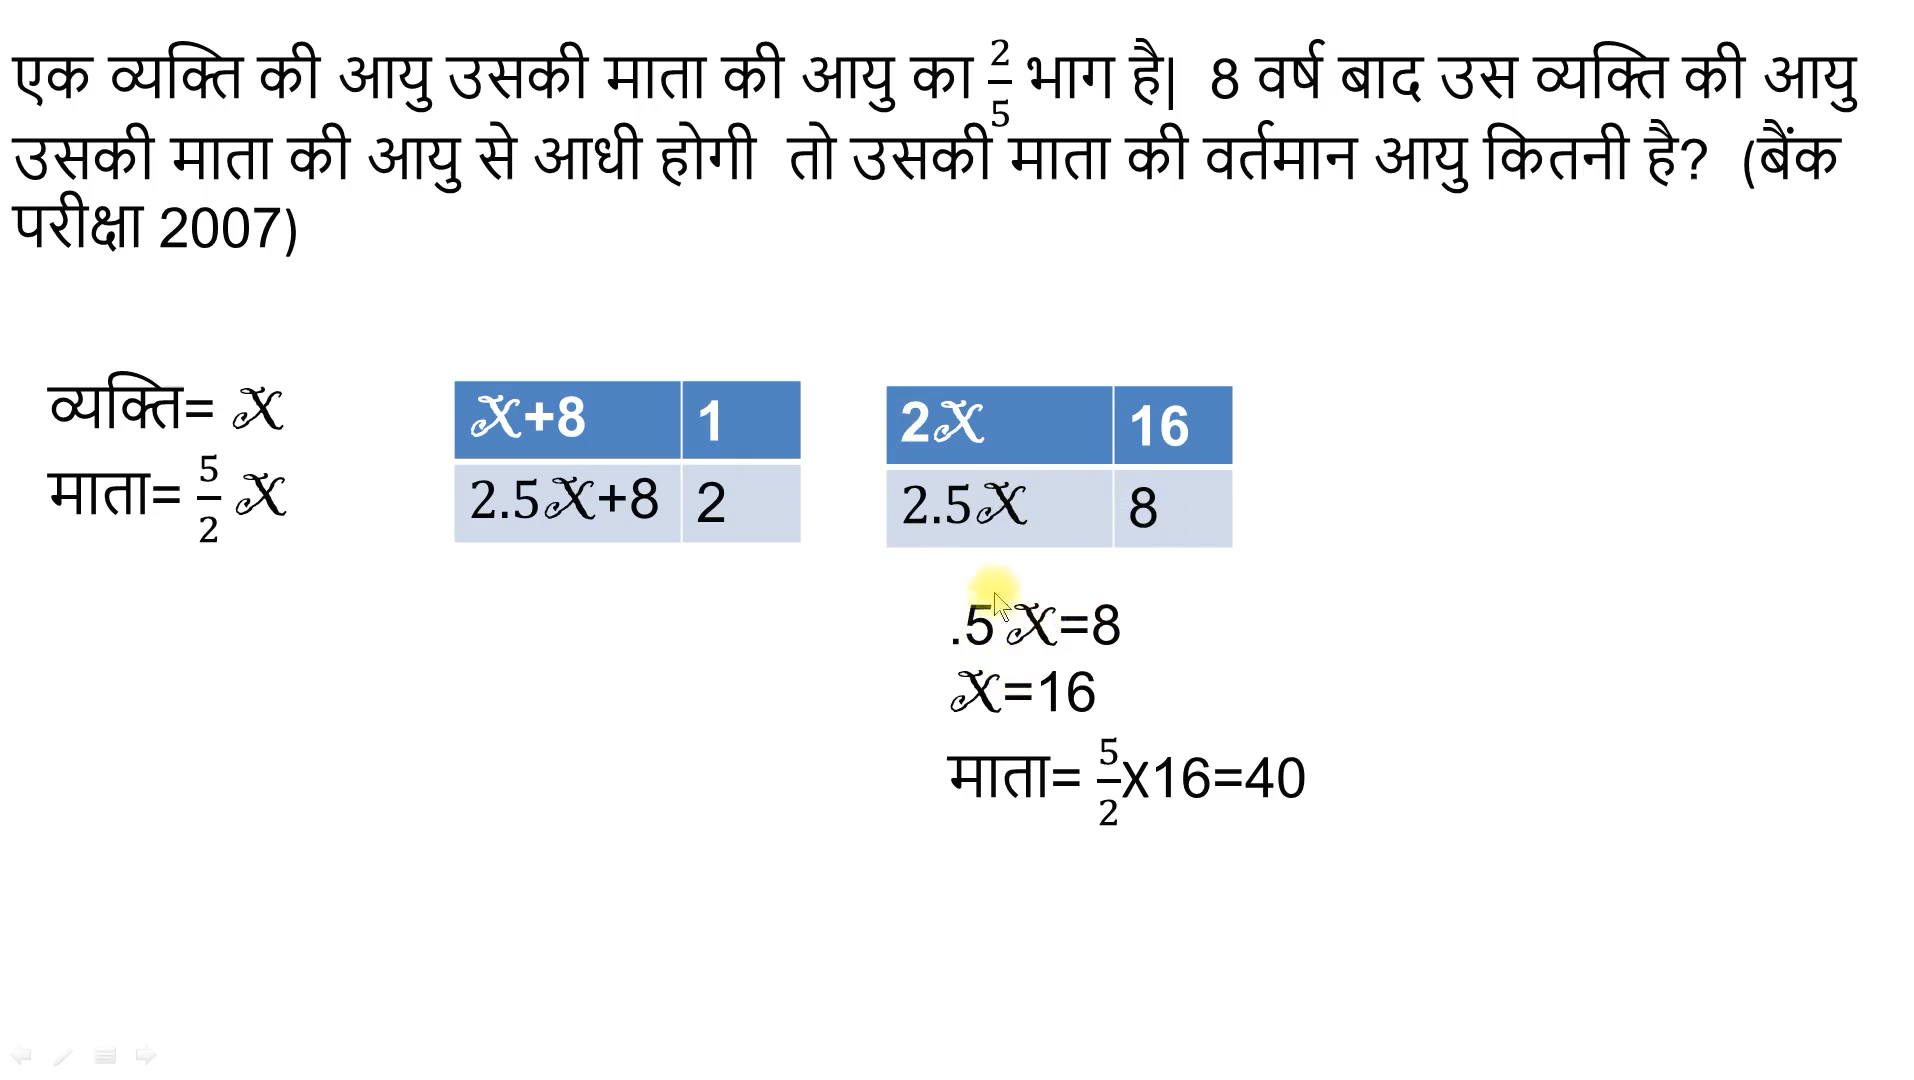 एक व्यक्ति की आयु उसकी माता की आयु का 2/5 भाग है| 8 वर्ष बाद उस व्यक्ति की आयु
उसकी माता की आयु से आधी होगी तो उसकी माता की वर्तमान आयु कितनी है? (बैंक
परीक्षा 2007)
व्यक्ति= 𝒳
माता= 5/2 𝒳
𝒳+8 1
2.5𝒳+8 2
2𝒳 16
2.5𝒳 8
.5 𝒳=8
𝒳=16
माता= 5/2X16=40